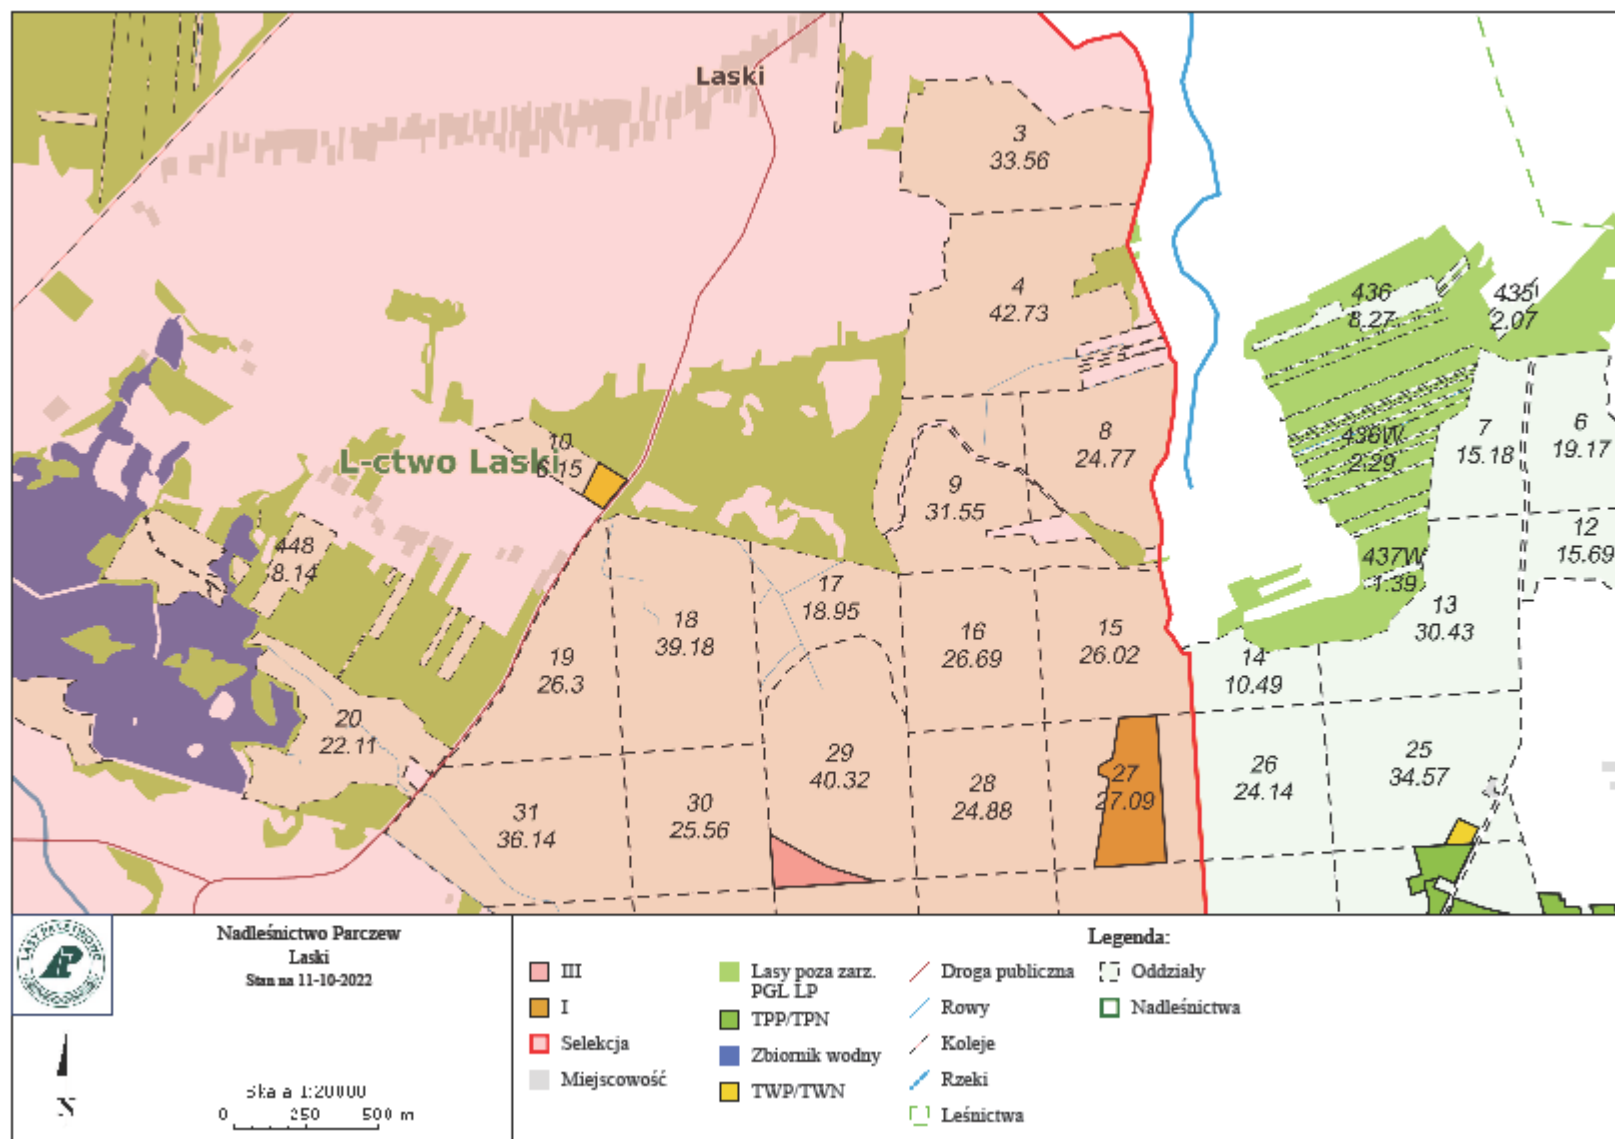 Laski
3
33.56
4
42.73
436
8.27
435
2.07
10
6.15
L-ctwo Laski
8
24.77
9
31.55
436W
2.29
7
15.18
6
19.17
12
15.69
437W
1.39
448
8.14
17
18.95
18
39.18
16
26.69
15
26.02
13
30.43
14
10.49
19
26.3
20
22.11
29
40.32
28
24.88
27
27.09
26
24.14
25
34.57
31
36.14
30
25.56
LASY PAŃSTWOWE
Nadleśnictwo Parczew
Laski
Stan na 11-10-2022
N
Skala 1:20000
0 250 500 m
Legenda:
III
I
Selekcja
Miejscowość
Lasy poza zarz.
PGL LP
TPP/TPN
Zbiornik wodny
TWP/TWN
Droga publiczna
Rowy
Koleje
Rzeki
Leśnictwa
Oddziały
Nadleśnictwa